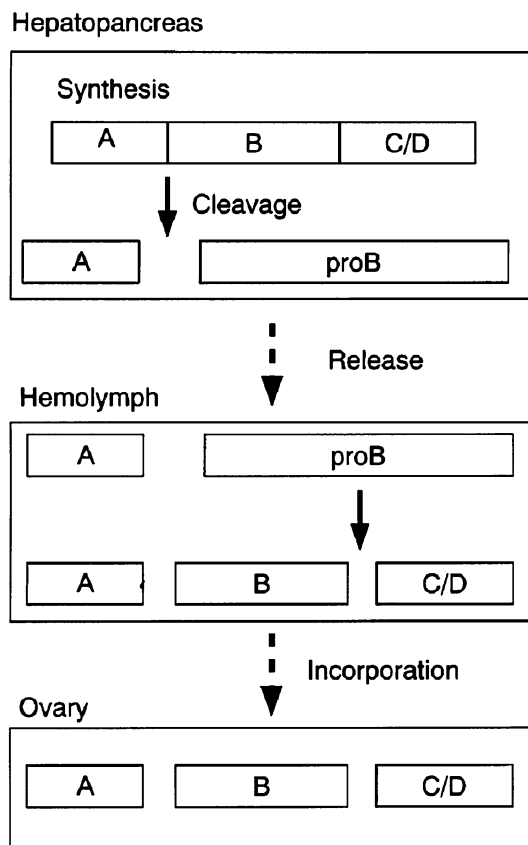 Hepatopancreas
Synthesis
A B C/D
Cleavage
A proB
Release
Hemolymph
A proB
A B C/D
Incorporation
Ovary
A B C/D